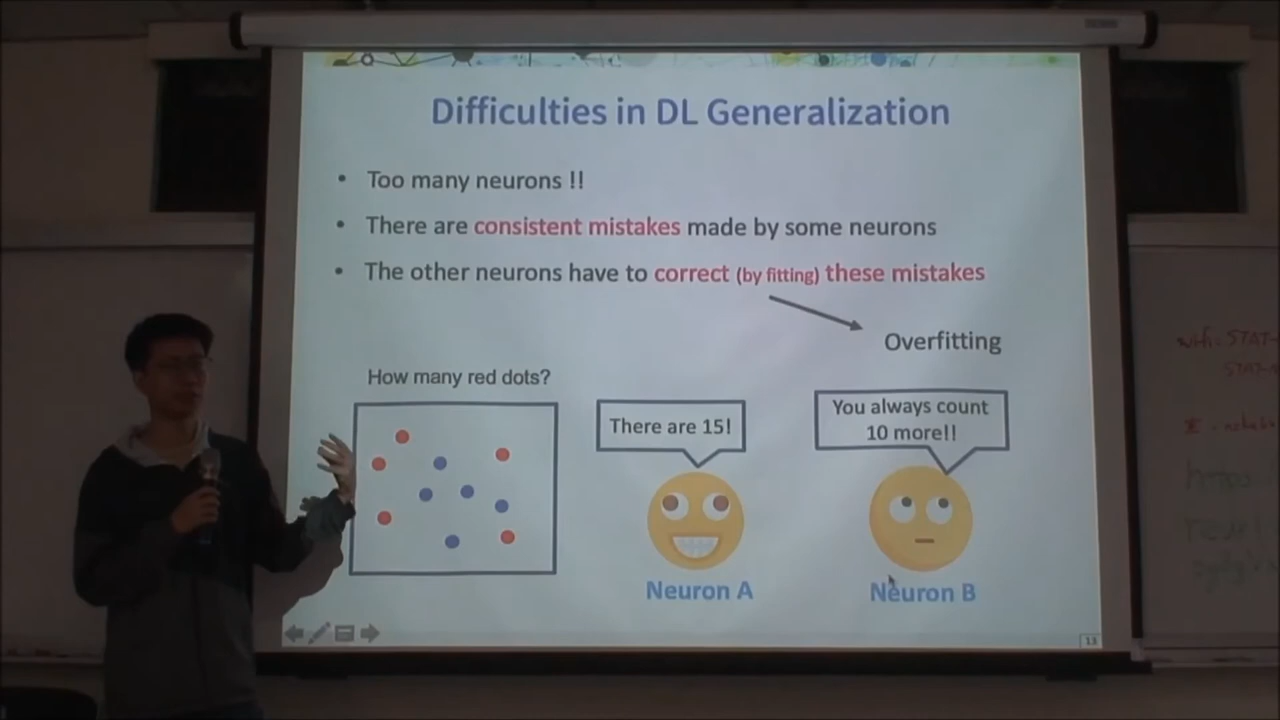 Difficulties in DL Generalization
• Too many neurons !!
• There are consistent mistakes made by some neurons
• The other neurons have to correct (by fitting) these mistakes
Overfitting
How many red dots?
There are 15!
You always count
10 more!!
Neuron A
Neuron B
13